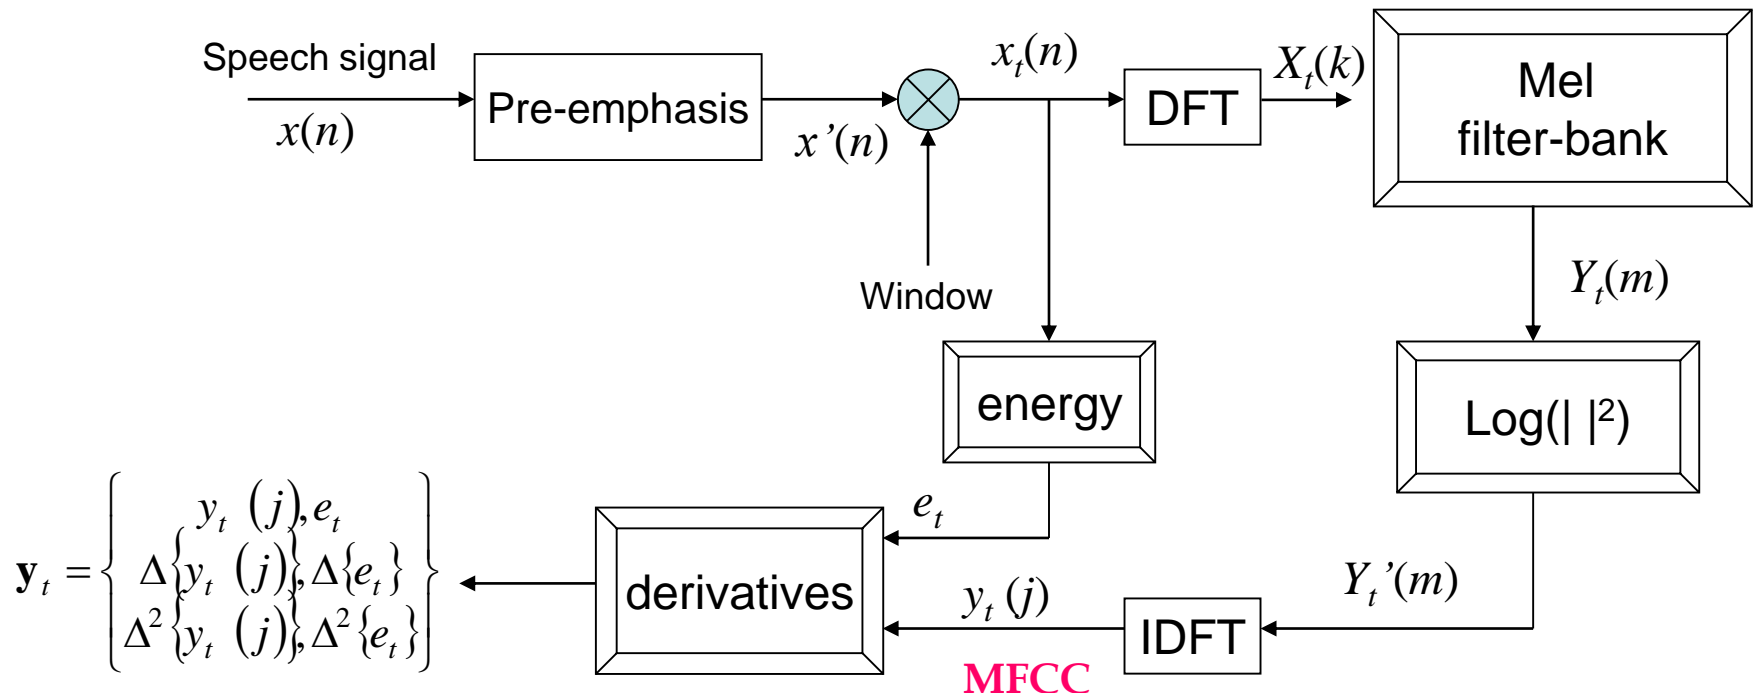 Speech signal
x(n)
Pre-emphasis
x’(n)
Window
x_t(n)
DFT
X_t(k)
Mel
filter-bank
Y_t(m)
Log(| |²)
Y_t’(m)
IDFT
y_t (j)
MFCC
energy
e_t
derivatives
y_t = { y_t (j), e_t
Δ{y_t (j)}, Δ{e_t}
Δ²{y_t (j)}, Δ²{e_t} }